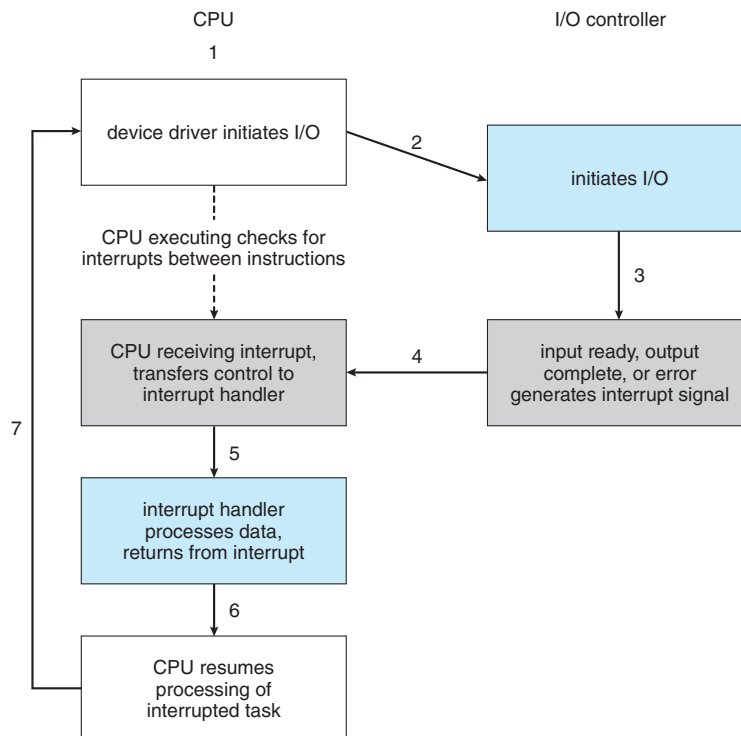 CPU
I/O controller
1
device driver initiates I/O
2
initiates I/O
CPU executing checks for
interrupts between instructions
3
CPU receiving interrupt,
transfers control to
interrupt handler
4
input ready, output
complete, or error
generates interrupt signal
7
5
interrupt handler
processes data,
returns from interrupt
6
CPU resumes
processing of
interrupted task